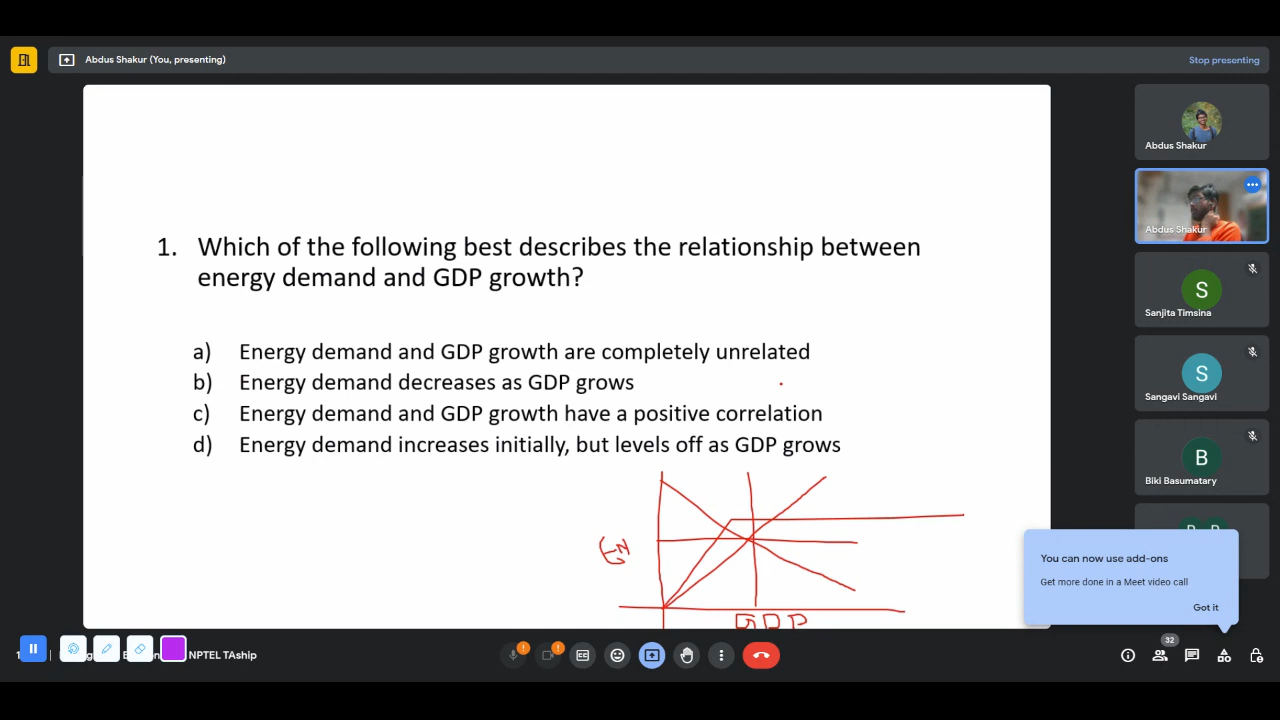 Abdus Shakur (You, presenting)
Stop presenting
1. Which of the following best describes the relationship between
energy demand and GDP growth?
a) Energy demand and GDP growth are completely unrelated
b) Energy demand decreases as GDP grows
c) Energy demand and GDP growth have a positive correlation
d) Energy demand increases initially, but levels off as GDP grows
EN
GDP
Abdus Shakur
Abdus Shakur
S
Sanjita Timsina
S
Sangavi Sangavi
B
Biki Basumatary
You can now use add-ons
Get more done in a Meet video call
Got it
NPTEL TAship
32